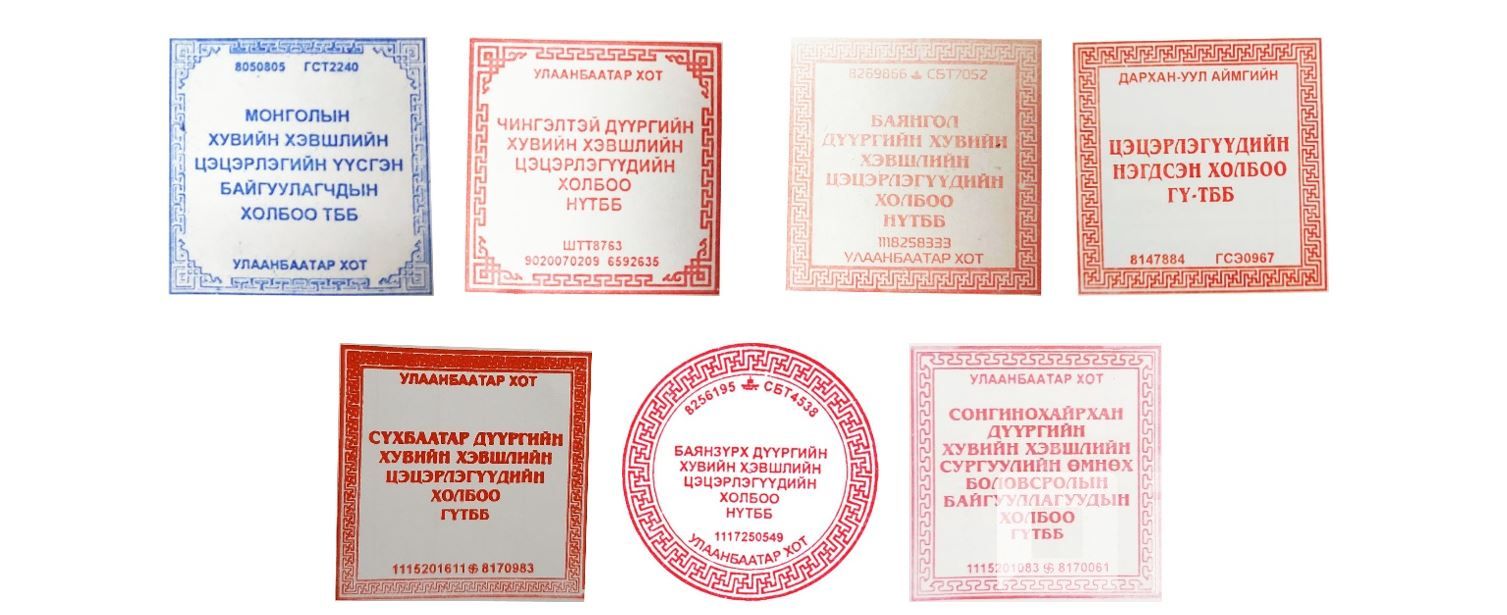 8050805 ГСТ2240
МОНГОЛЫН
ХУВИЙН ХЭВШЛИЙН
ЦЭЦЭРЛЭГИЙН ҮҮСГЭН
БАЙГУУЛАГЧДЫН
ХОЛБОО ТББ
УЛААНБААТАР ХОТ
УЛААНБААТАР ХОТ
ЧИНГЭЛТЭЙ ДҮҮРГИЙН
ХУВИЙН ХЭВШЛИЙН
ЦЭЦЭРЛЭГҮҮДИЙН
ХОЛБОО
НҮТББ
ШТТ8763
9020070209 6592635
8269866 СБТ7052
БАЯНГОЛ
ДҮҮРГИЙН ХУВИЙН
ХЭВШЛИЙН
ЦЭЦЭРЛЭГҮҮДИЙН
ХОЛБОО
НҮТББ
1118258333
УЛААНБААТАР ХОТ
ДАРХАН-УУЛ АЙМГИЙН
ЦЭЦЭРЛЭГҮҮДИЙН
НЭГДСЭН ХОЛБОО
ГҮ-ТББ
8147884 ГСЭ0967
УЛААНБААТАР ХОТ
СҮХБААТАР ДҮҮРГИЙН
ХУВИЙН ХЭВШЛИЙН
ЦЭЦЭРЛЭГҮҮДИЙН
ХОЛБОО
ГҮТББ
1115201611 8170983
8256195 СБТ4538
БАЯНЗҮРХ ДҮҮРГИЙН
ХУВИЙН ХЭВШЛИЙН
ЦЭЦЭРЛЭГҮҮДИЙН
ХОЛБОО
НҮТББ
1117250549
УЛААНБААТАР ХОТ
УЛААНБААТАР ХОТ
СОНГИНОХАЙРХАН
ДҮҮРГИЙН
ХУВИЙН ХЭВШЛИЙН
СУРГУУЛИЙН ӨМНӨХ
БОЛОВСРОЛЫН
БАЙГУУЛЛАГУУДЫН
ХОЛБОО
ГҮТББ
1115201083 8170061